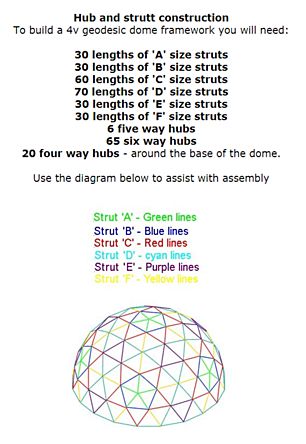 Hub and strutt construction
To build a 4v geodesic dome framework you will need:
30 lengths of 'A' size struts
30 lengths of 'B' size struts
60 lengths of 'C' size struts
70 lengths of 'D' size struts
30 lengths of 'E' size struts
30 lengths of 'F' size struts
6 five way hubs
65 six way hubs
20 four way hubs - around the base of the dome.
Use the diagram below to assist with assembly
Strut 'A' - Green lines
Strut 'B' - Blue lines
Strut 'C' - Red lines
Strut 'D' - cyan lines
Strut 'E' - Purple lines
Strut 'F' - Yellow lines